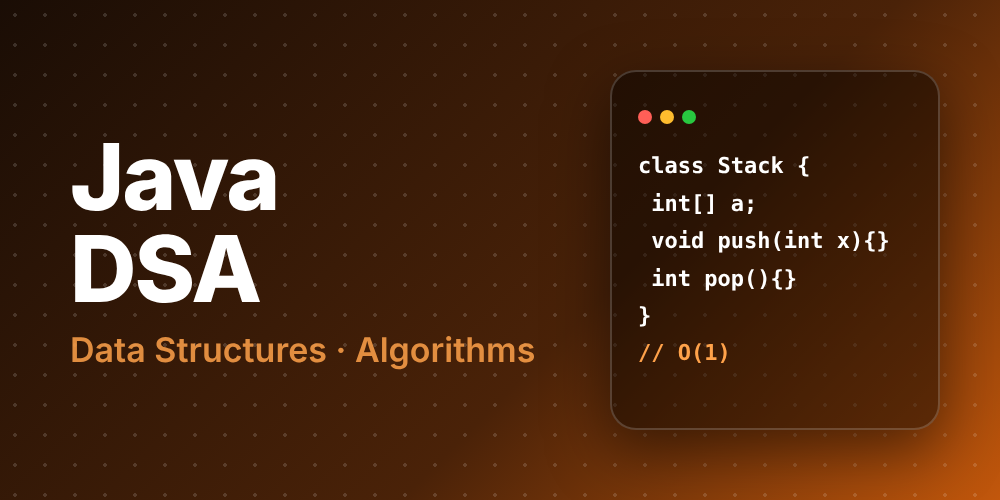 Java
DSA
Data Structures · Algorithms
class Stack {
 int[] a;
 void push(int x){}
 int pop(){}
}
// O(1)